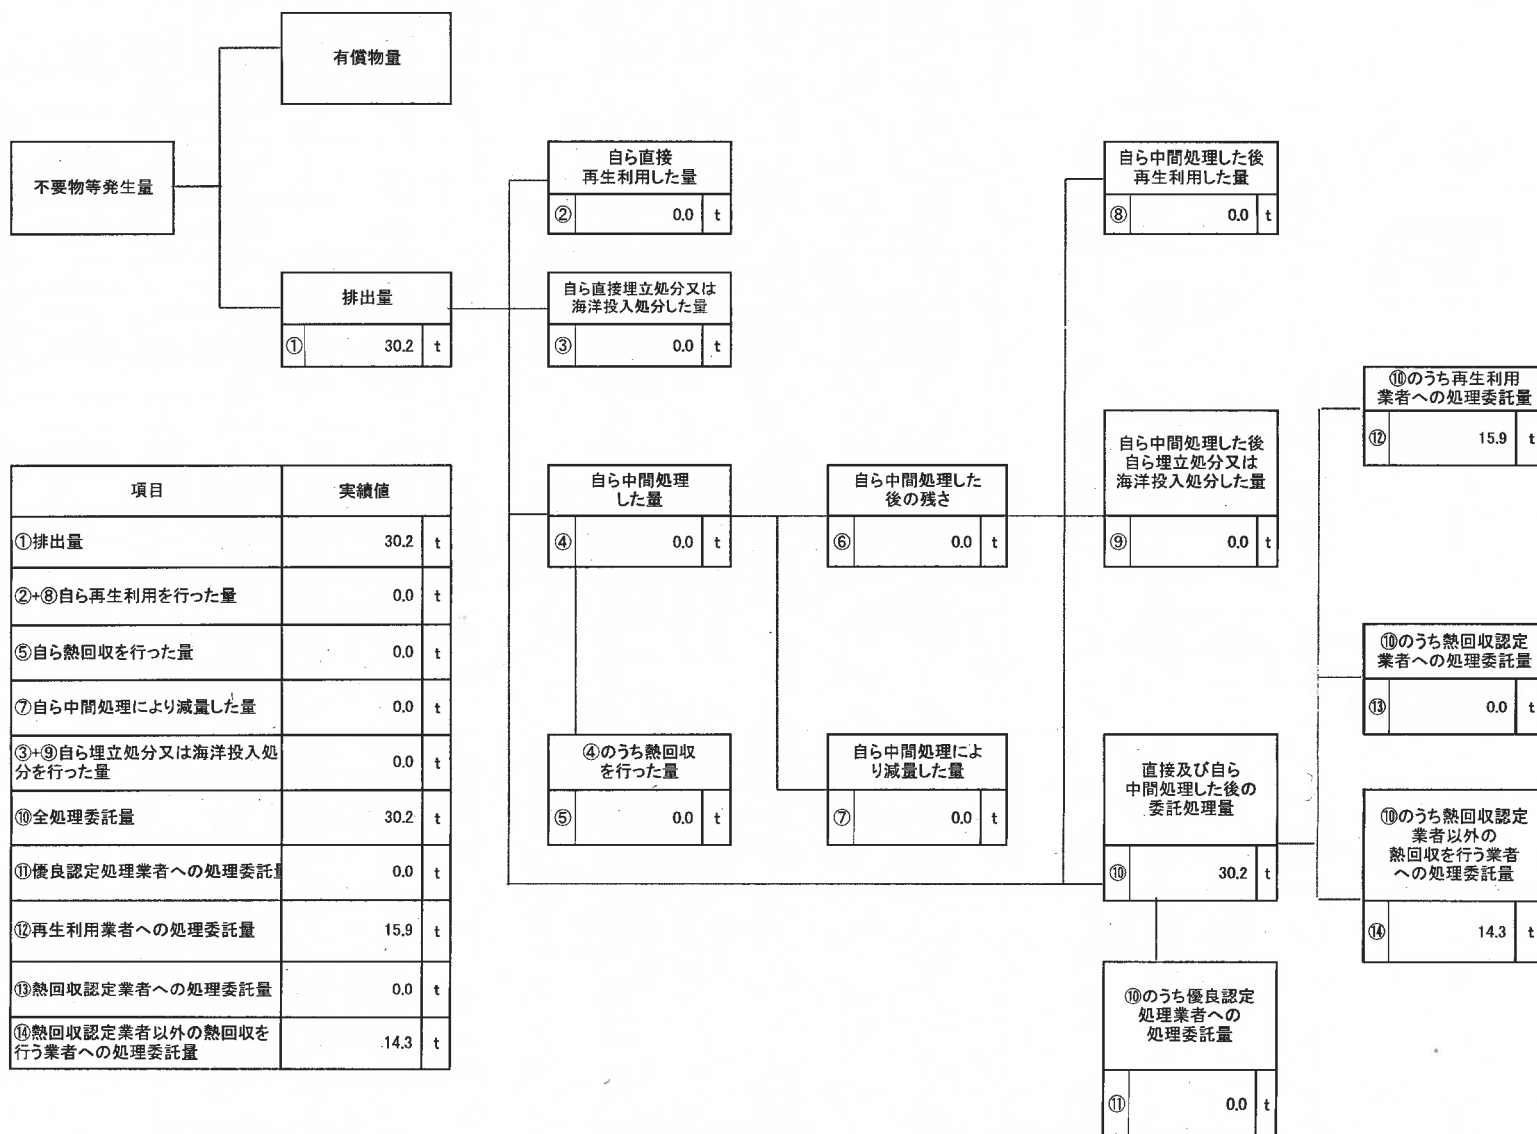 有償物量
不要物等発生量
排出量
① 30.2 t
自ら直接
再生利用した量
② 0.0 t
自ら直接埋立処分又は
海洋投入処分した量
③ 0.0 t
自ら中間処理した後
再生利用した量
⑧ 0.0 t
⑩のうち再生利用
業者への処理委託量
⑫ 15.9 t
自ら中間処理
した量
④ 0.0 t
自ら中間処理した
後の残さ
⑥ 0.0 t
自ら中間処理した後
自ら埋立処分又は
海洋投入処分した量
⑨ 0.0 t
⑩のうち熱回収認定
業者への処理委託量
⑬ 0.0 t
④のうち熱回収
を行った量
⑤ 0.0 t
自ら中間処理によ
り減量した量
⑦ 0.0 t
直接及び自ら
中間処理した後の
委託処理量
⑩ 30.2 t
⑩のうち熱回収認定
業者以外の
熱回収を行う業者
への処理委託量
⑭ 14.3 t
⑩のうち優良認定
処理業者への
処理委託量
⑪ 0.0 t
項目 実績値
①排出量 30.2 t
②+⑧自ら再生利用を行った量 0.0 t
⑤自ら熱回収を行った量 0.0 t
⑦自ら中間処理により減量した量 0.0 t
③+⑨自ら埋立処分又は海洋投入処
分を行った量 0.0 t
⑩全処理委託量 30.2 t
⑪優良認定処理業者への処理委託 0.0 t
⑫再生利用業者への処理委託量 15.9 t
⑬熱回収認定業者への処理委託量 0.0 t
⑭熱回収認定業者以外の熱回収を
行う業者への処理委託量 14.3 t